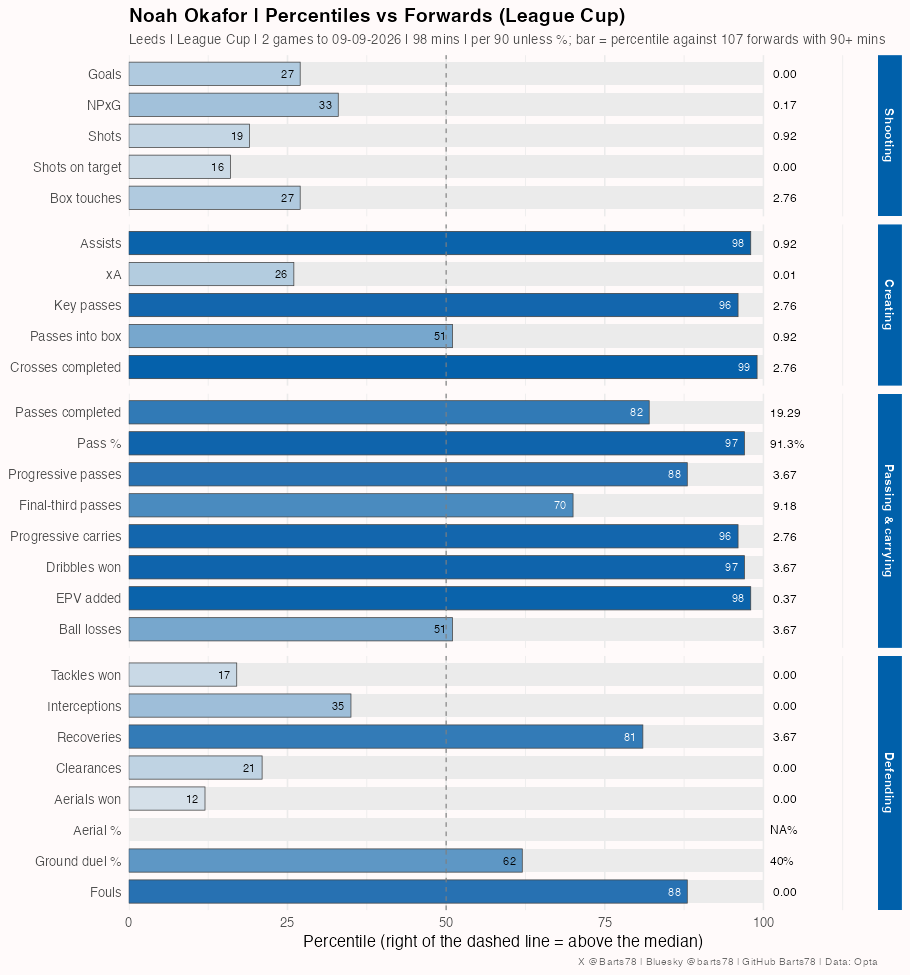 Noah Okafor I Percentiles vs Forwards (League Cup)
Leeds I League Cup I 2 games to 09-09-2026 I 98 mins I per 90 unless %; bar = percentile against 107 forwards with 90+ mins
Goals 27 0.00
NPxG 33 0.17
Shots 19 0.92
Shots on target 16 0.00
Box touches 27 2.76
Shooting
Assists 98 0.92
xA 26 0.01
Key passes 96 2.76
Passes into box 51 0.92
Crosses completed 99 2.76
Creating
Passes completed 82 19.29
Pass % 97 91.3%
Progressive passes 88 3.67
Final-third passes 70 9.18
Progressive carries 96 2.76
Dribbles won 97 3.67
EPV added 98 0.37
Ball losses 51 3.67
Passing & carrying
Tackles won 17 0.00
Interceptions 35 0.00
Recoveries 81 3.67
Clearances 21 0.00
Aerials won 12 0.00
Aerial % NA%
Ground duel % 62 40%
Fouls 88 0.00
Defending
0 25 50 75 100
Percentile (right of the dashed line = above the median)
X @Barts78 I Bluesky @barts78 I GitHub Barts78 I Data: Opta